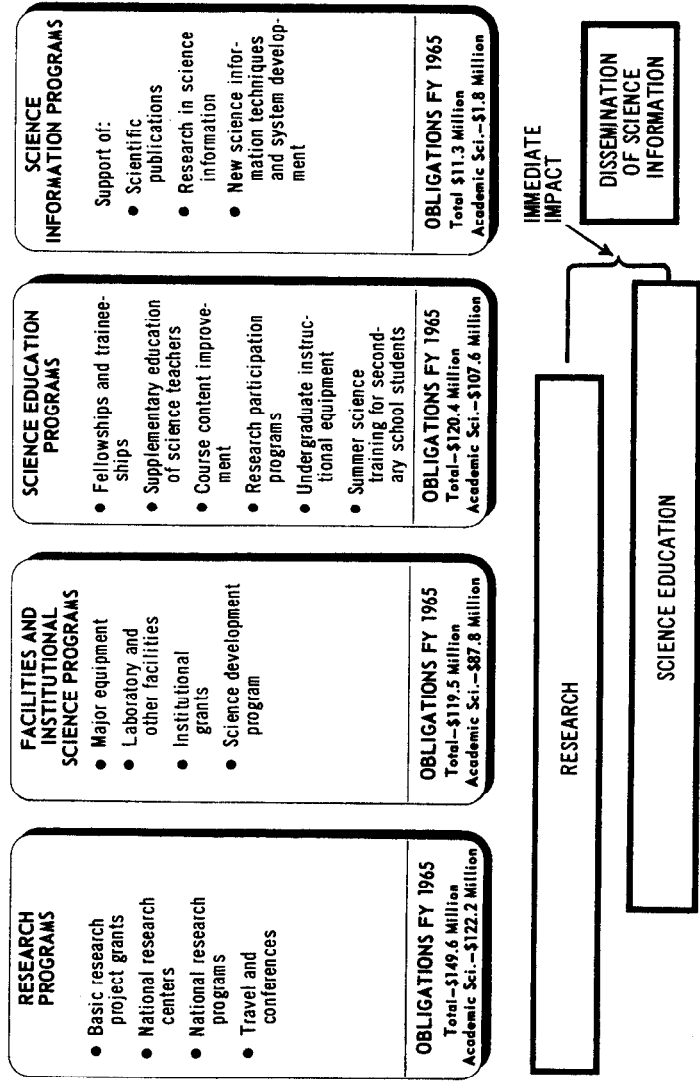 RESEARCH
PROGRAMS
● Basic research
project grants
● National research
centers
● National research
programs
● Travel and
conferences
OBLIGATIONS FY 1965
Total—$149.6 Million
Academic Sci.—$122.2 Million
FACILITIES AND
INSTITUTIONAL
SCIENCE PROGRAMS
● Major equipment
● Laboratory and
other facilities
● Institutional
grants
● Science development
program
OBLIGATIONS FY 1965
Total—$119.5 Million
Academic Sci.—$87.8 Million
SCIENCE EDUCATION
PROGRAMS
● Fellowships and trainee-
ships
● Supplementary education
of science teachers
● Course content improve-
ment
● Research participation
programs
● Undergraduate instruc-
tional equipment
● Summer science
training for second-
ary school students
OBLIGATIONS FY 1965
Total—$120.4 Million
Academic Sci.—$107.6 Million
SCIENCE
INFORMATION PROGRAMS
Support of:
● Scientific
publications
● Research in science
information
● New science infor-
mation techniques
and system develop-
ment
OBLIGATIONS FY 1965
Total $11.3 Million
Academic Sci.—$1.8 Million
RESEARCH
SCIENCE EDUCATION
IMMEDIATE
IMPACT
DISSEMINATION
OF SCIENCE
INFORMATION